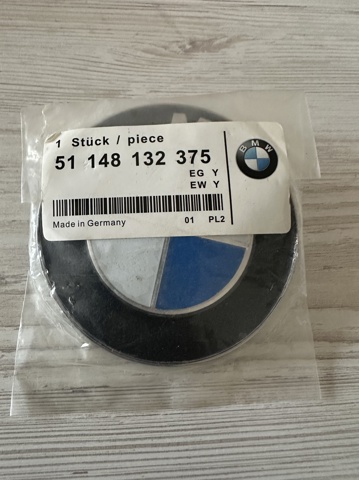 1 Stück / piece
51 148 132 375
EG Y
EW Y
Made in Germany 01 PL2
BMW